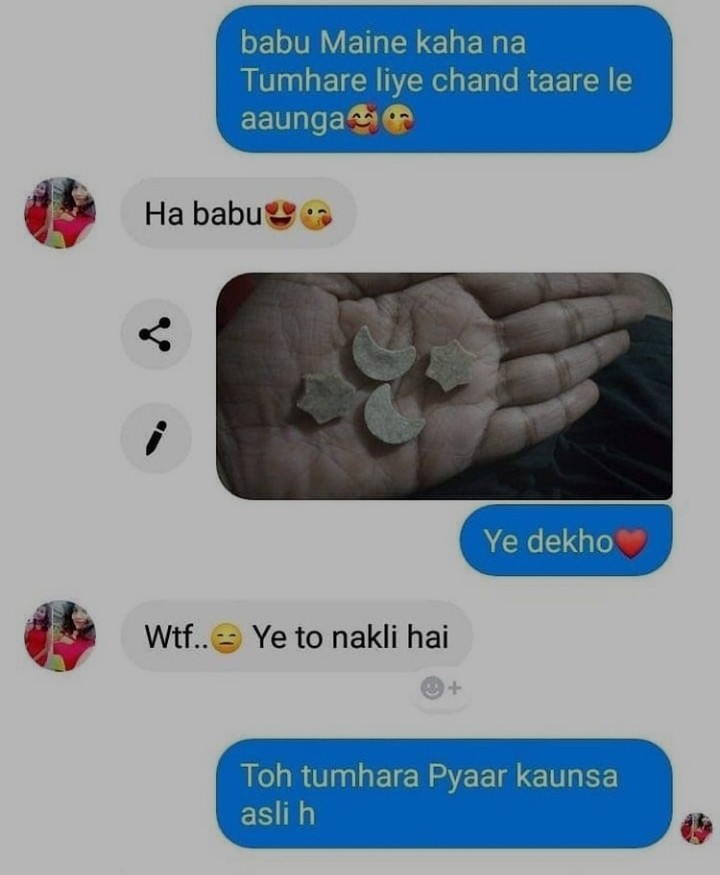 babu Maine kaha na
Tumhare liye chand taare le
aaunga🥰😘
Ha babu😍😘
Ye dekho❤️
Wtf..😑 Ye to nakli hai
Toh tumhara Pyaar kaunsa
asli h